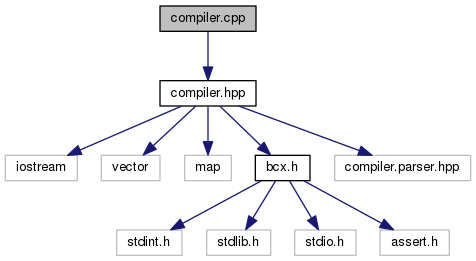 compiler.cpp
compiler.hpp
iostream
vector
map
bcx.h
compiler.parser.hpp
stdint.h
stdlib.h
stdio.h
assert.h